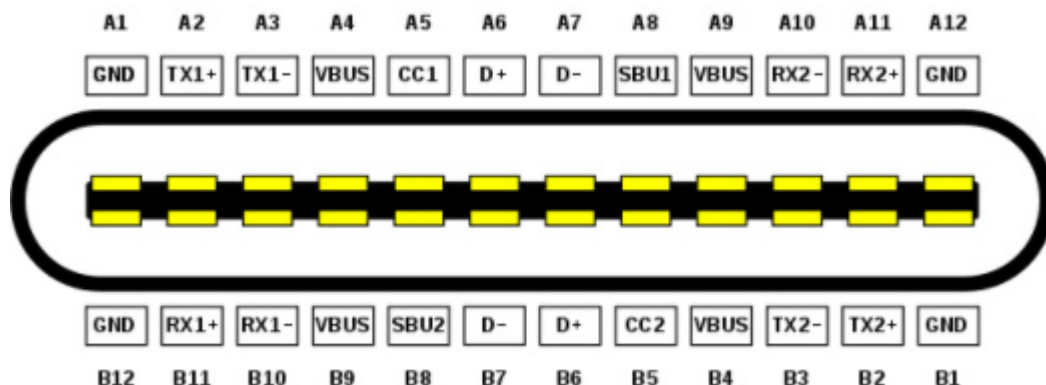 A1 A2 A3 A4 A5 A6 A7 A8 A9 A10 A11 A12
GND TX1+ TX1- VBUS CC1 D+ D- SBU1 VBUS RX2- RX2+ GND
GND RX1+ RX1- VBUS SBU2 D- D+ CC2 VBUS TX2- TX2+ GND
B12 B11 B10 B9 B8 B7 B6 B5 B4 B3 B2 B1